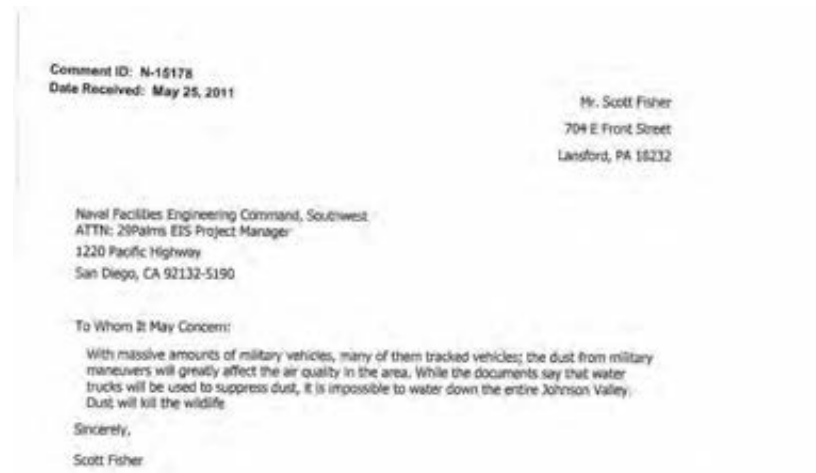 Comment ID: N-15178
Date Received: May 25, 2011
Mr. Scott Fisher
704 E Front Street
Lansford, PA 18232
Naval Facilities Engineering Command, Southwest
ATTN: 29Palms EIS Project Manager
1220 Pacific Highway
San Diego, CA 92132-5190
To Whom It May Concern:
With massive amounts of military vehicles, many of them tracked vehicles; the dust from military
maneuvers will greatly affect the air quality in the area. While the documents say that water
trucks will be used to suppress dust, it is impossible to water down the entire Johnson Valley.
Dust will kill the wildlife
Sincerely,
Scott Fisher